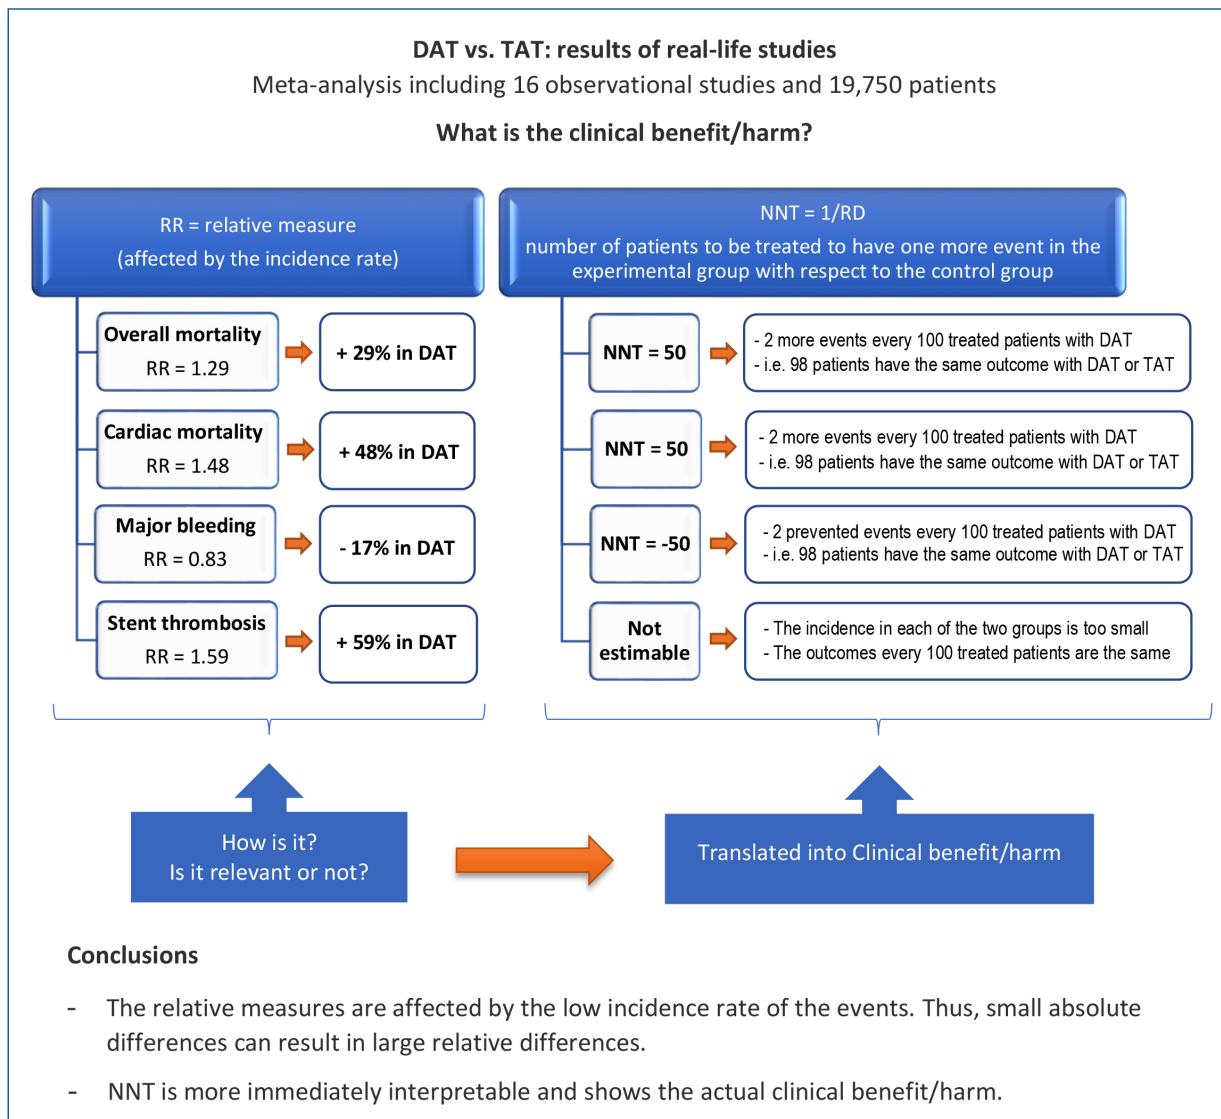 DAT vs. TAT: results of real-life studies
Meta-analysis including 16 observational studies and 19,750 patients
What is the clinical benefit/harm?
RR = relative measure
(affected by the incidence rate)
Overall mortality
RR = 1.29
+ 29% in DAT
Cardiac mortality
RR = 1.48
+ 48% in DAT
Major bleeding
RR = 0.83
- 17% in DAT
Stent thrombosis
RR = 1.59
+ 59% in DAT
NNT = 1/RD
number of patients to be treated to have one more event in the
experimental group with respect to the control group
NNT = 50
- 2 more events every 100 treated patients with DAT
- i.e. 98 patients have the same outcome with DAT or TAT
NNT = 50
- 2 more events every 100 treated patients with DAT
- i.e. 98 patients have the same outcome with DAT or TAT
NNT = -50
- 2 prevented events every 100 treated patients with DAT
- i.e. 98 patients have the same outcome with DAT or TAT
Not
estimable
- The incidence in each of the two groups is too small
- The outcomes every 100 treated patients are the same
How is it?
Is it relevant or not?
Translated into Clinical benefit/harm
Conclusions
- The relative measures are affected by the low incidence rate of the events. Thus, small absolute
differences can result in large relative differences.
- NNT is more immediately interpretable and shows the actual clinical benefit/harm.